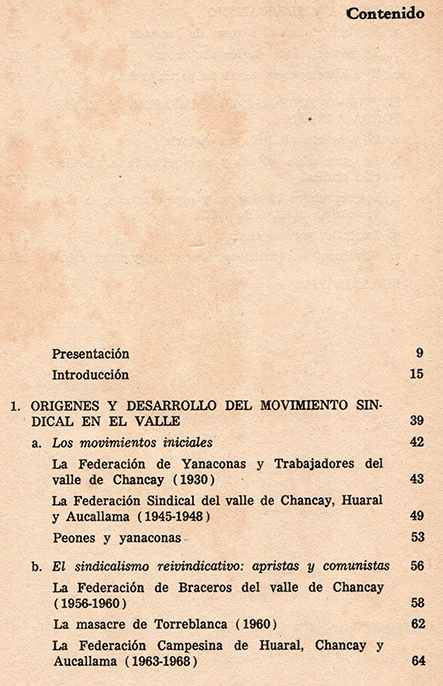 Contenido
Presentación 9
Introducción 15
1. ORIGENES Y DESARROLLO DEL MOVIMIENTO SIN-
DICAL EN EL VALLE 39
a. Los movimientos iniciales 42
La Federación de Yanaconas y Trabajadores del
valle de Chancay (1930) 43
La Federación Sindical del valle de Chancay, Huaral
y Aucallama (1945-1948) 49
Peones y yanaconas 53
b. El sindicalismo reivindicativo: apristas y comunistas 56
La Federación de Braceros del valle de Chancay
(1956-1960) 58
La masacre de Torreblanca (1960) 62
La Federación Campesina de Huaral, Chancay y
Aucallama (1963-1968) 64